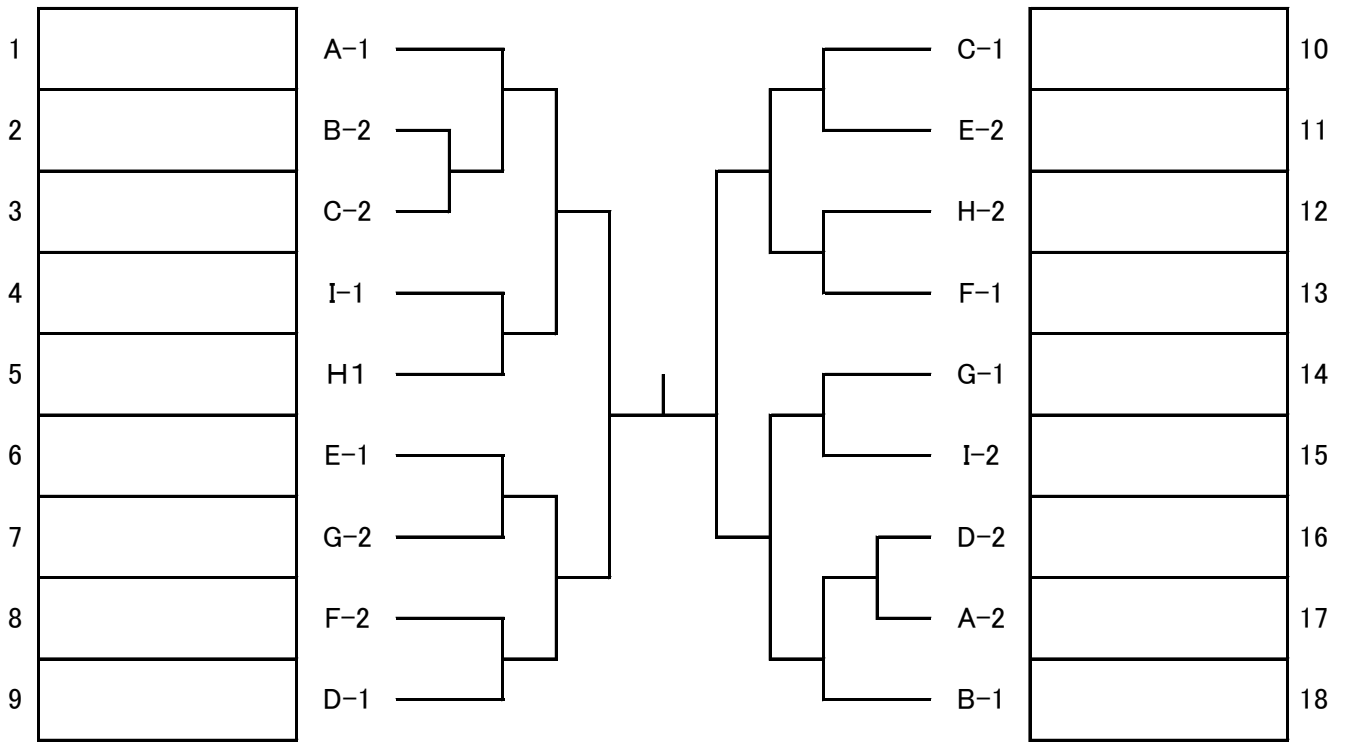 1 A-1 C-1 10
2 B-2 E-2 11
3 C-2 H-2 12
4 I-1 F-1 13
5 H1 G-1 14
6 E-1 I-2 15
7 G-2 D-2 16
8 F-2 A-2 17
9 D-1 B-1 18